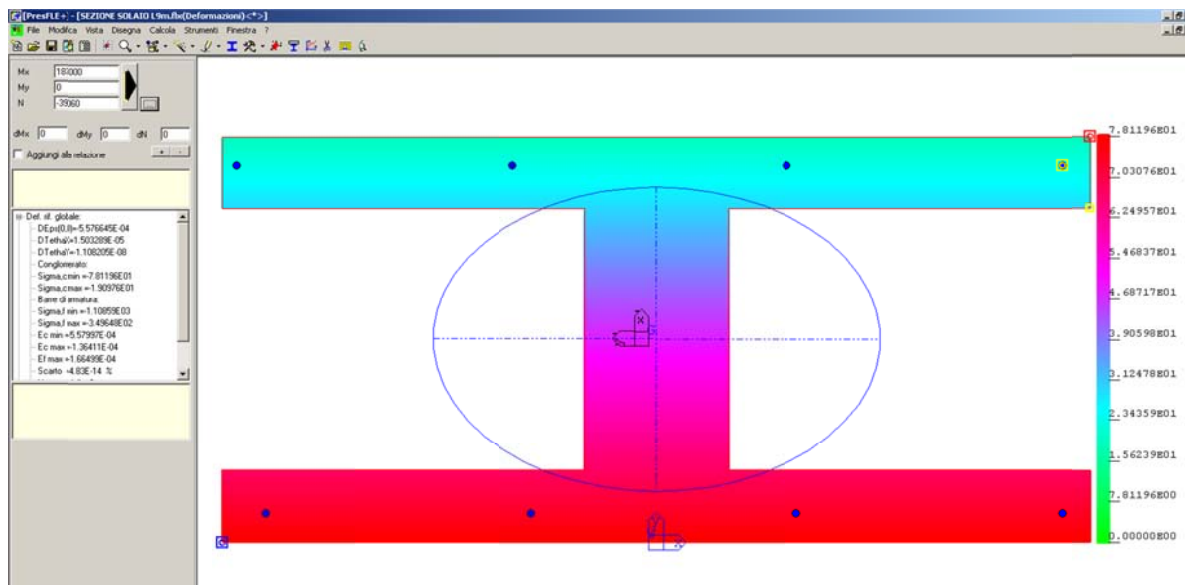 [PresFLE+] - [SEZIONE SOLAIO L9m.flx(Deformazioni)<*>]
File Modifica Vista Disegna Calcola Strumenti Finestra ?
Mx 18000
My 0
N -39060
dMx 0 dMy 0 dN 0
Aggiungi alla relazione + -
Def. rif. globale:
DEps(0,0)=-5.576645E-04
DTethaX=1.503289E-05
DTethaY=-1.108205E-08
Conglomerato:
Sigma,cmin =-7.81196E01
Sigma,cmax =-1.90976E01
Barre di armatura:
Sigma,f min =-1.10859E03
Sigma,f max =-3.49648E02
Ec min =5.57997E-04
Ec max =-1.36411E-04
Ef max =1.66499E-04
Scarto =4.83E-14 %
7.81196E01
7.03076E01
6.24957E01
5.46837E01
4.68717E01
3.90598E01
3.12478E01
2.34359E01
1.56239E01
7.81196E00
0.00000E00